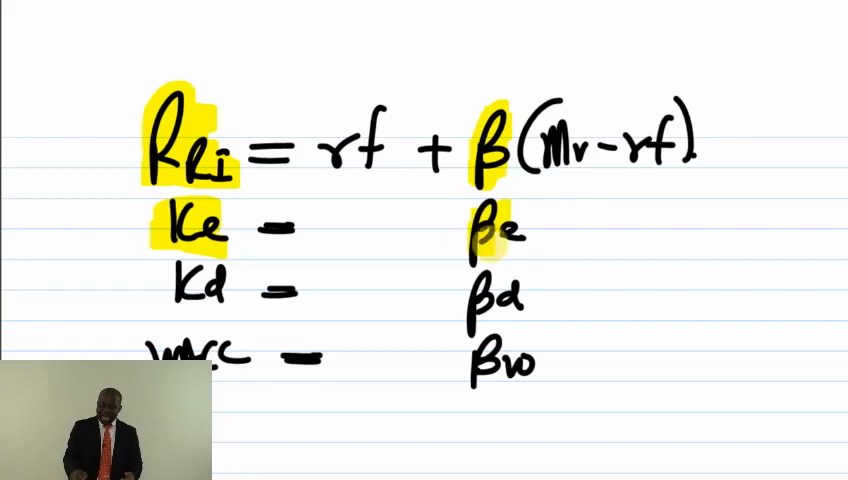 RRI = rf + β(Mr - rf).
Ke = βe
Kd = βd
WACC = βw